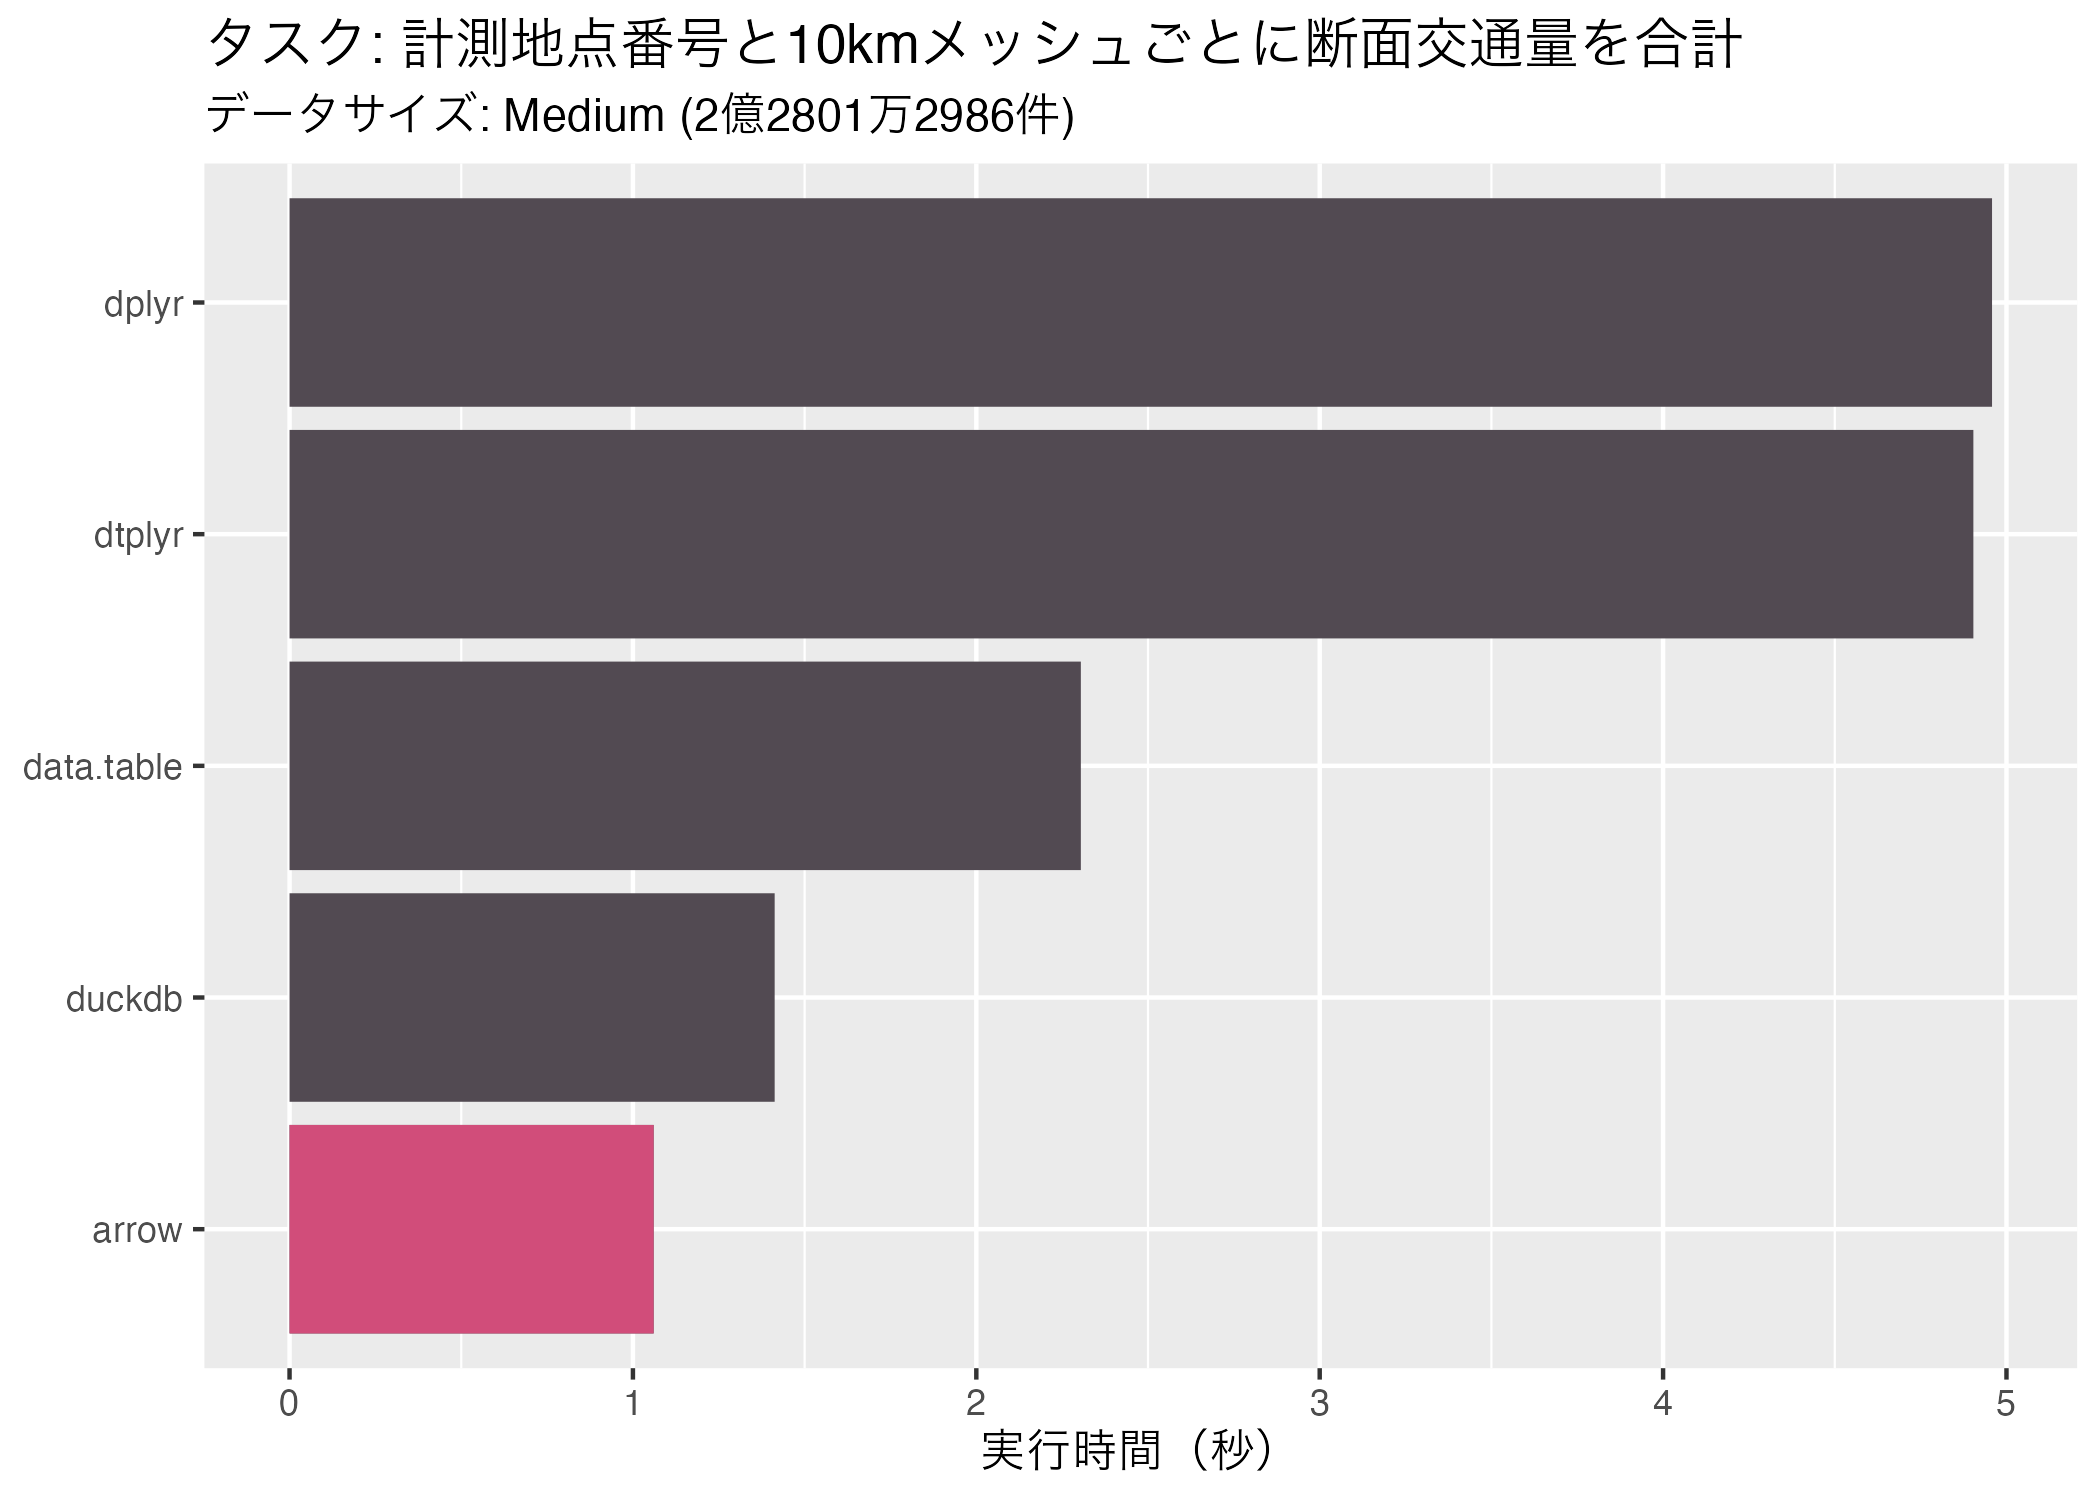 タスク: 計測地点番号と10kmメッシュごとに断面交通量を合計
データサイズ: Medium (2億2801万2986件)
dplyr
dtplyr
data.table
duckdb
arrow
0 1 2 3 4 5
実行時間（秒）